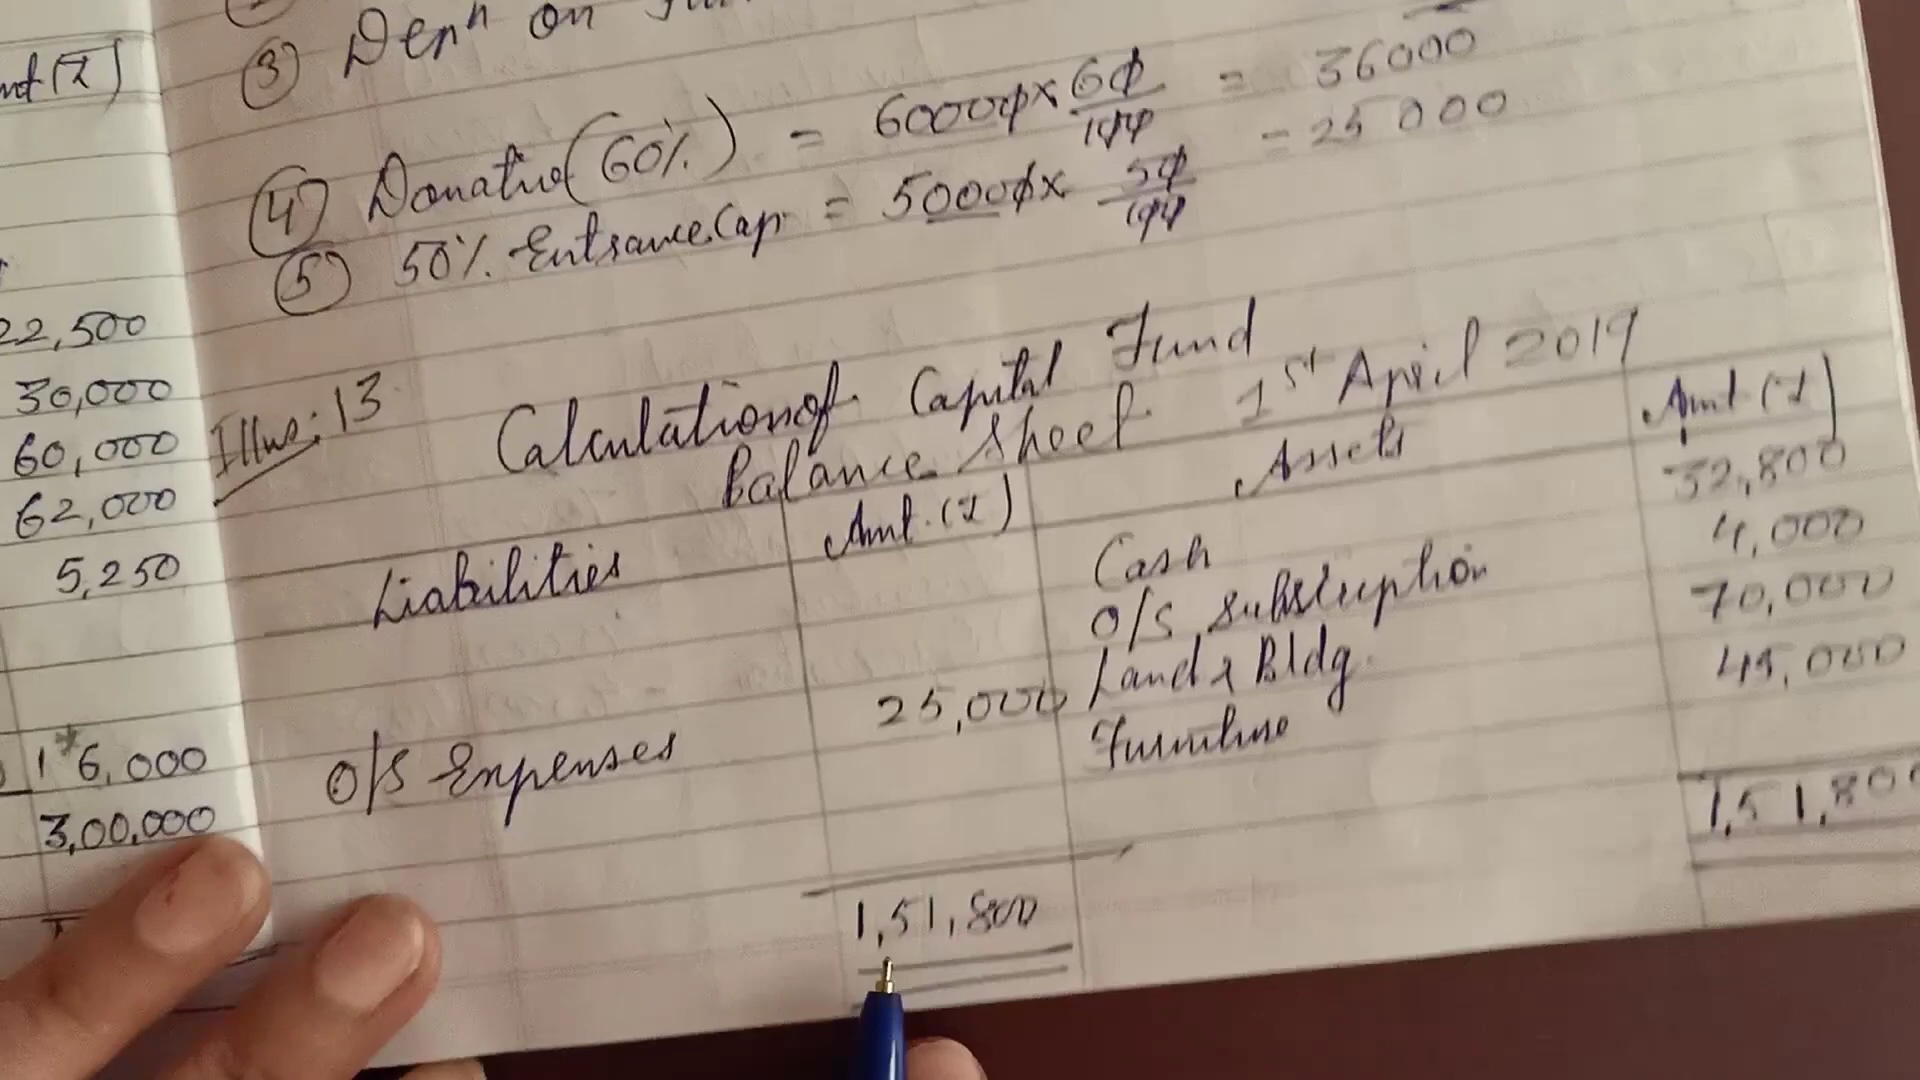 nt (₹)
22,500
30,000
60,000
62,000
5,250
16,000
3,00,000
③ Depn on
④ Donatio (60%) = 60000 x 60/100 = 36000
⑤ 50% Entrance Cap. = 50000 x 50/100 = 25000
Illus: 13
Calculation of Capital Fund
Balance Sheet 1st April 2019
Liabilities Amt. (₹) Assets Amt (₹)
Cash 32,800
O/S Subscription 4,000
Land & Bldg. 70,000
O/S Expenses 25,000 Furniture 45,000
1,51,800 1,51,800